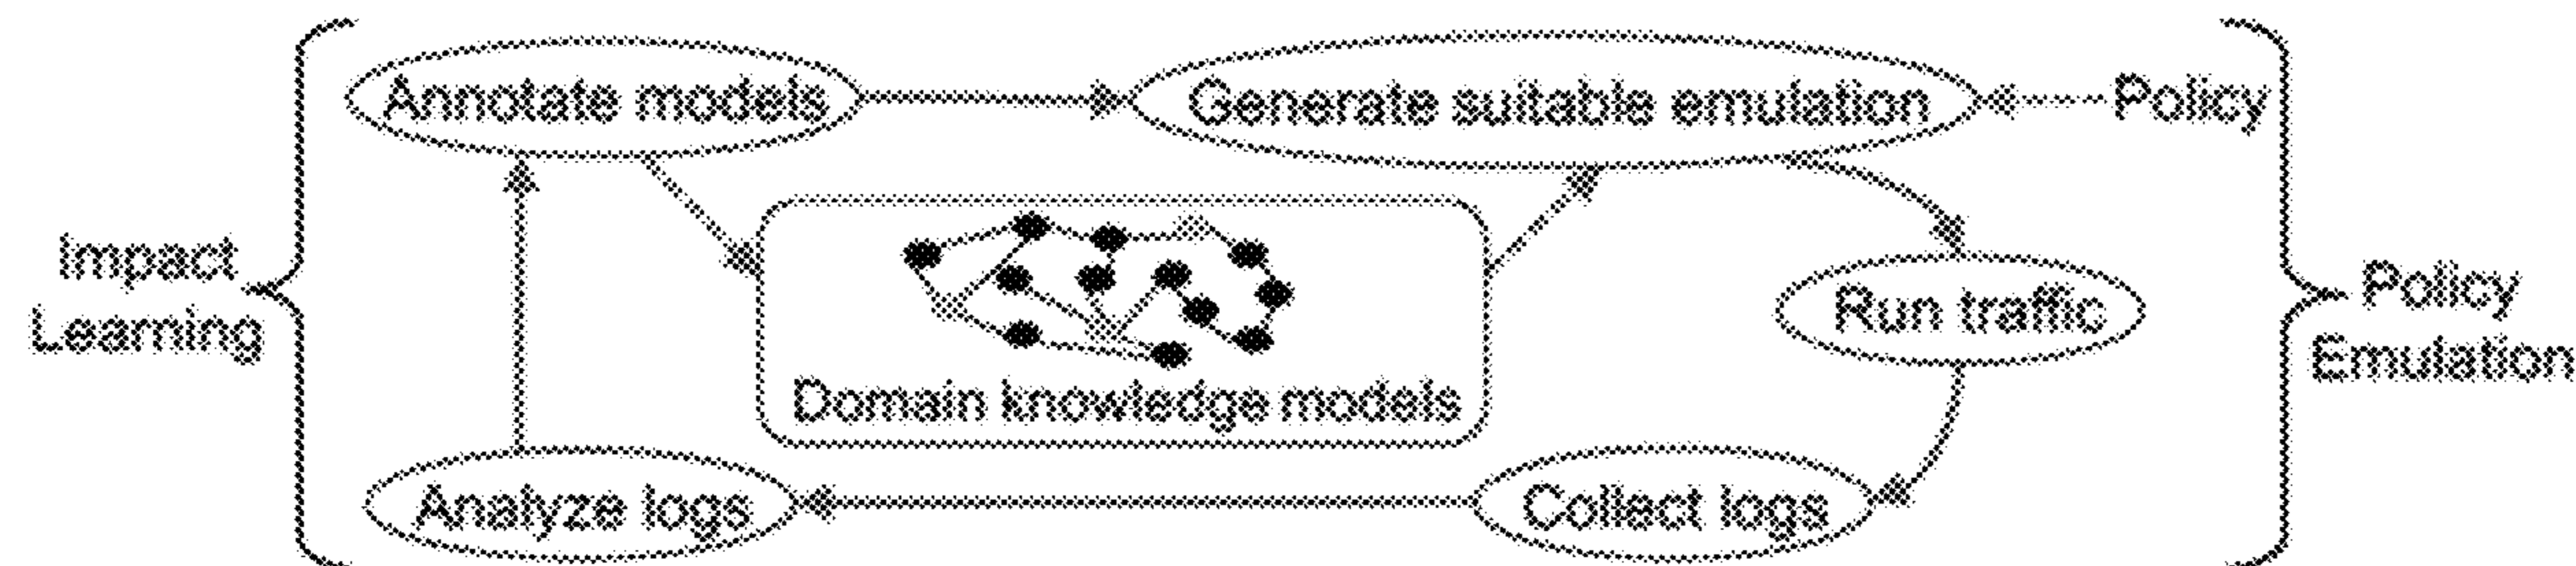 Annotate models
Generate suitable emulation
Policy
Impact
Learning
Domain knowledge models
Run traffic
Policy
Emulation
Analyze logs
Collect logs